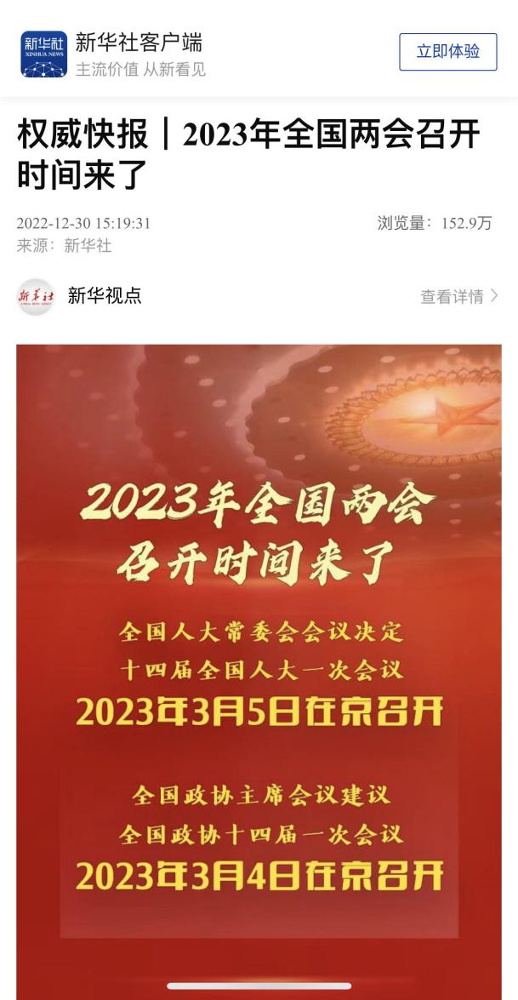 新华社
XINHUA NEWS
新华社客户端
主流价值 从新看见
立即体验
权威快报｜2023年全国两会召开
时间来了
2022-12-30 15:19:31
浏览量：152.9万
来源：新华社
新华社
新华视点
查看详情
2023年全国两会
召开时间来了
全国人大常委会会议决定
十四届全国人大一次会议
2023年3月5日在京召开
全国政协主席会议建议
全国政协十四届一次会议
2023年3月4日在京召开